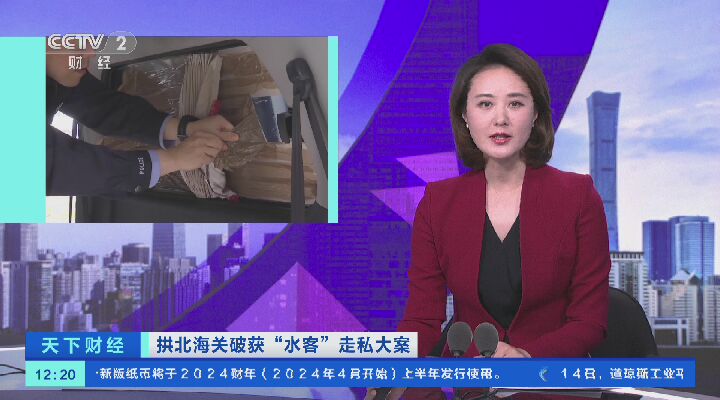 CCTV 2
财经
POLICE
天下财经
拱北海关破获“水客”走私大案
12:20
·新版纸币将于2024财年（2024年4月开始）上半年发行使用。
14日，道琼斯工业平